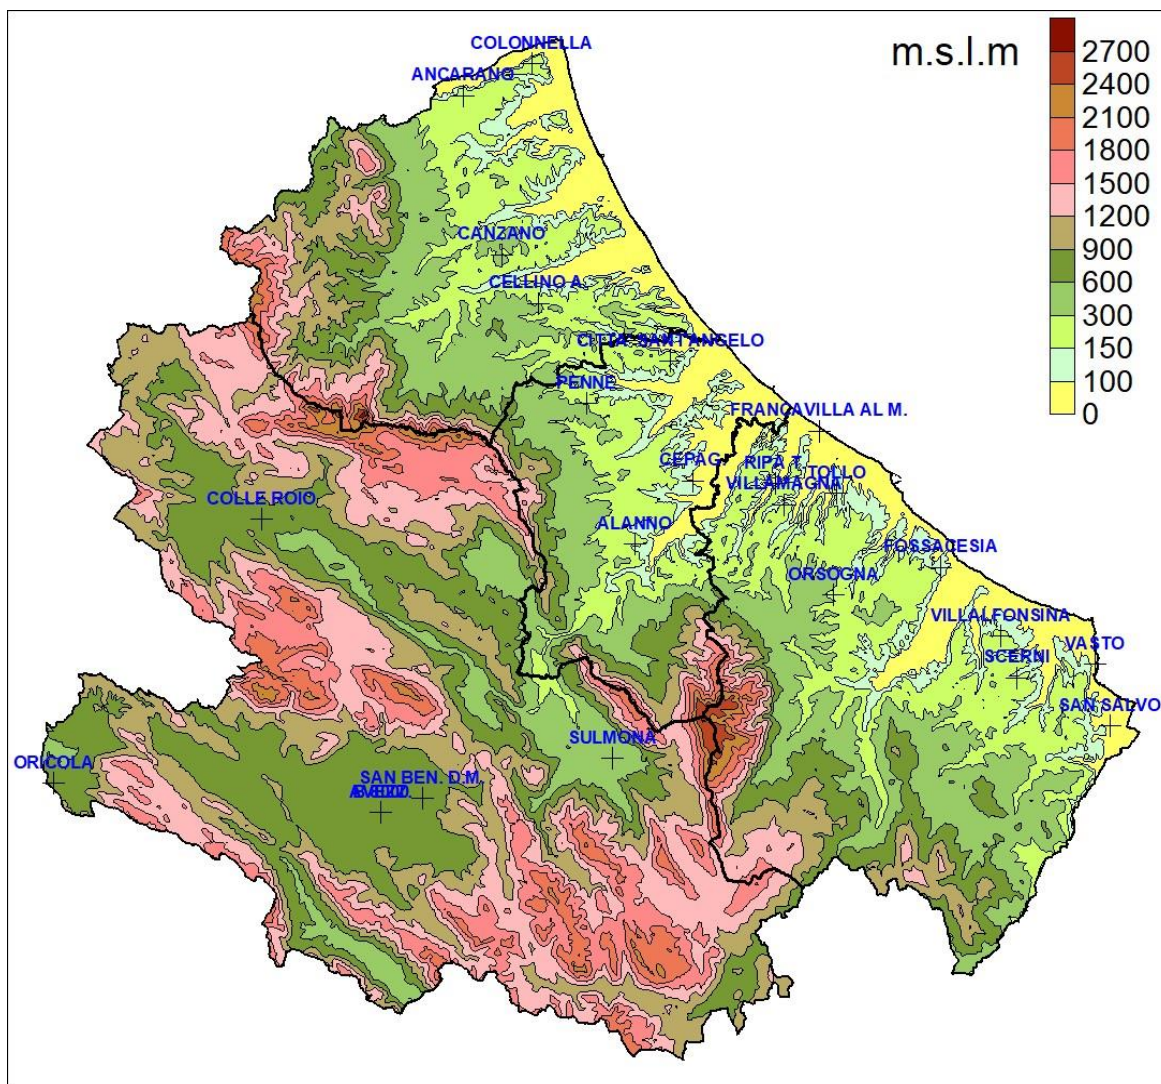 COLONNELLA
m.s.l.m
ANCARANO
2700
2400
2100
1800
1500
1200
900
600
300
150
100
0
CANZANO
CELLINO A.
CITTA' SANT'ANGELO
PENNE
FRANCAVILLA AL M.
CEPAG
RIPA T.
TOLLO
VILLAMAGNA
COLLE ROIO
ALANNO
FOSSACESIA
ORSOGNA
VILLALFONSINA
VASTO
SCERNI
SAN SALVO
SULMONA
ORICOLA
SAN BEN. D.M.